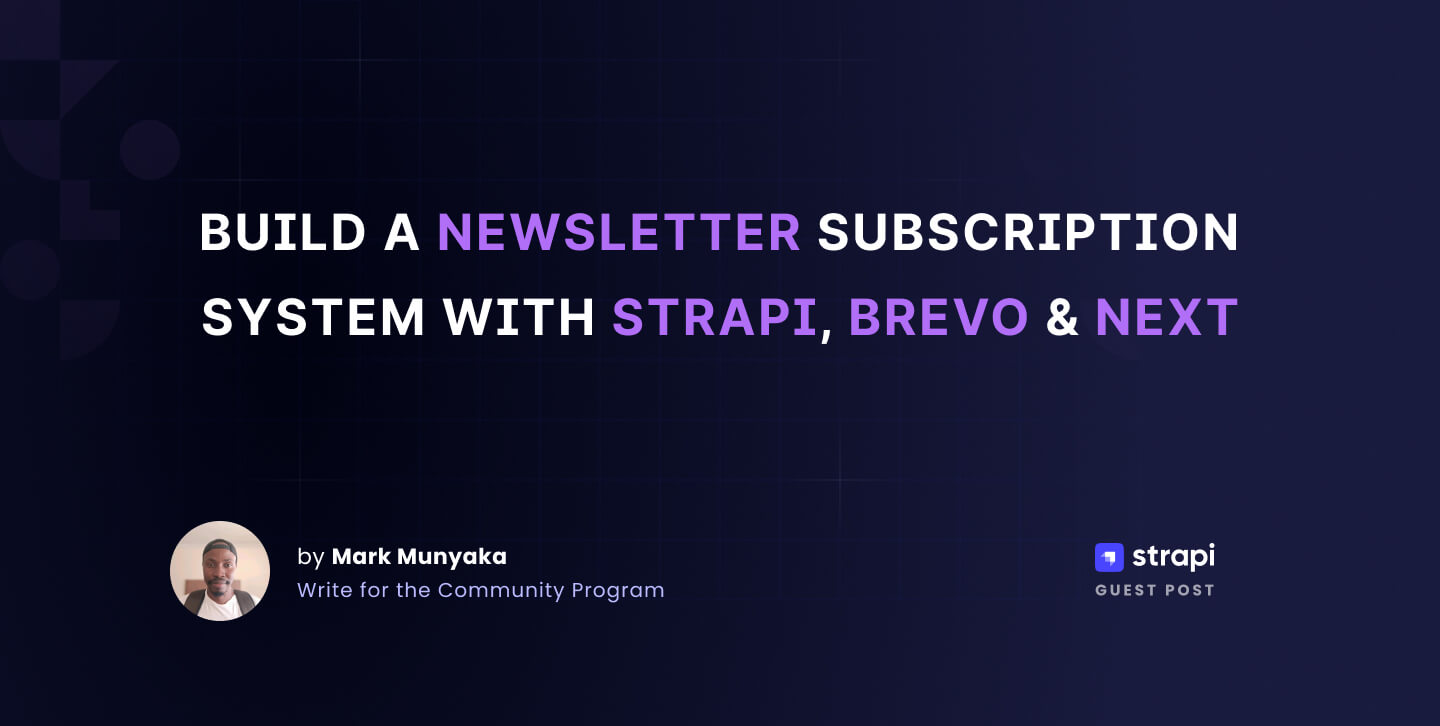 BUILD A NEWSLETTER SUBSCRIPTION
SYSTEM WITH STRAPI, BREVO & NEXT
by Mark Munyaka
Write for the Community Program
strapi
GUEST POST